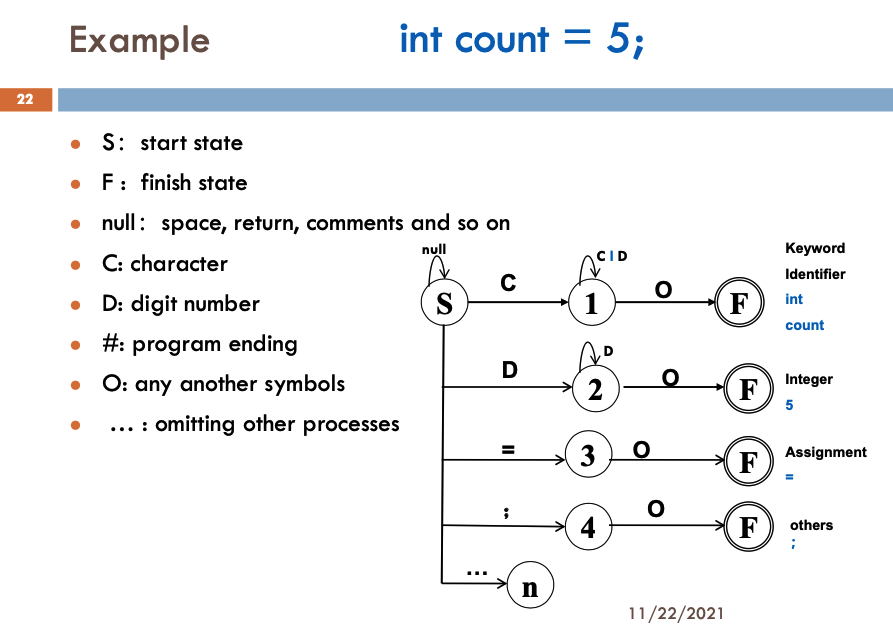 Example int count = 5;
22
S: start state
F : finish state
null: space, return, comments and so on
C: character
D: digit number
#: program ending
O: any another symbols
… : omitting other processes
null
S
C
C | D
1
O
F
Keyword
Identifier
int
count
D
D
2
O
F
Integer
5
=
3
O
F
Assignment
=
;
4
O
F
others
;
…
n
11/22/2021